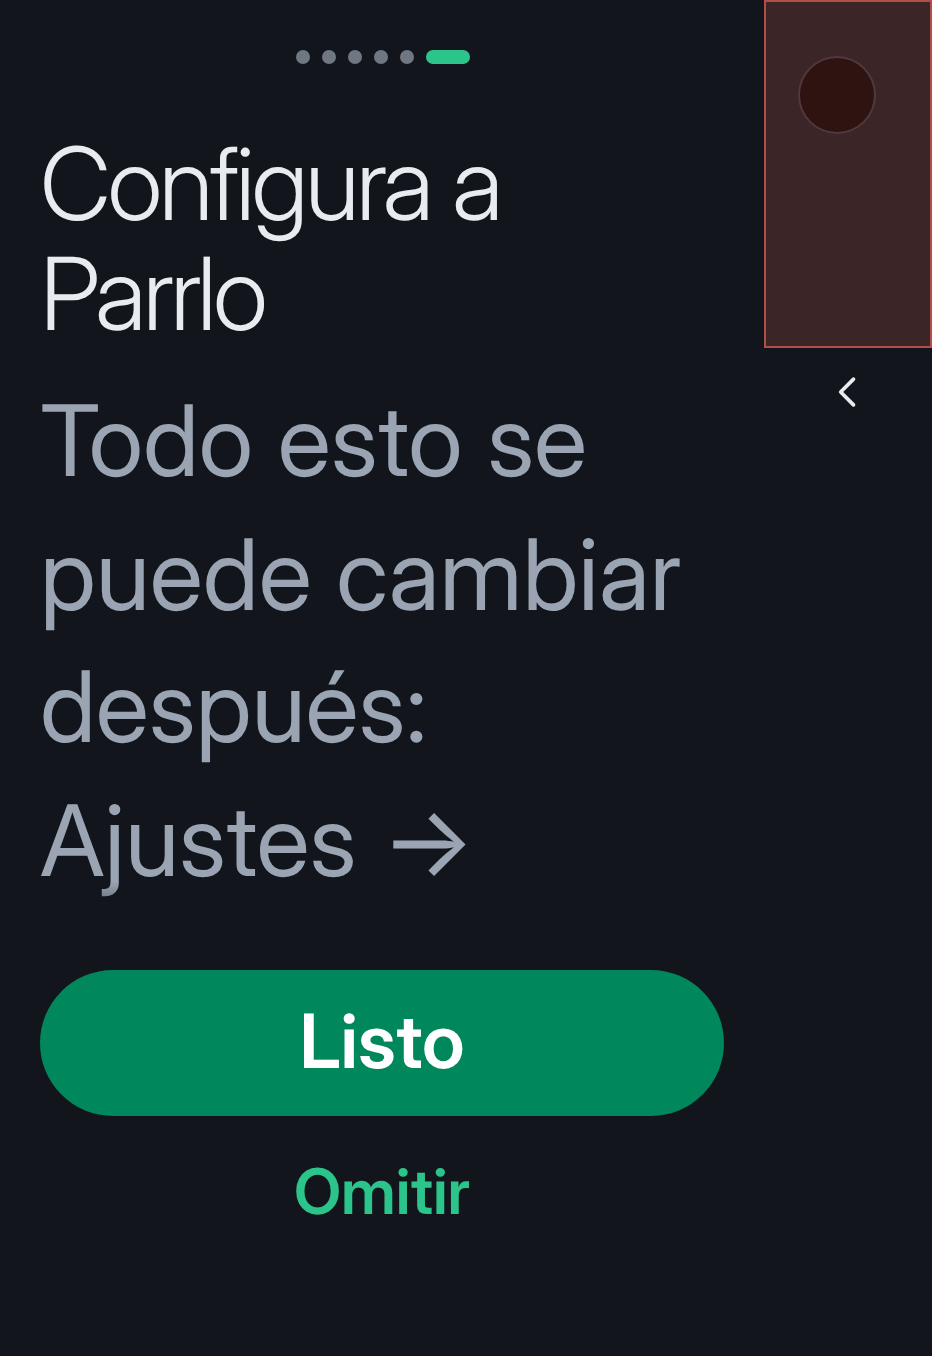 Configura a
Parrlo
Todo esto se
puede cambiar
después:
Ajustes →
Listo
Omitir